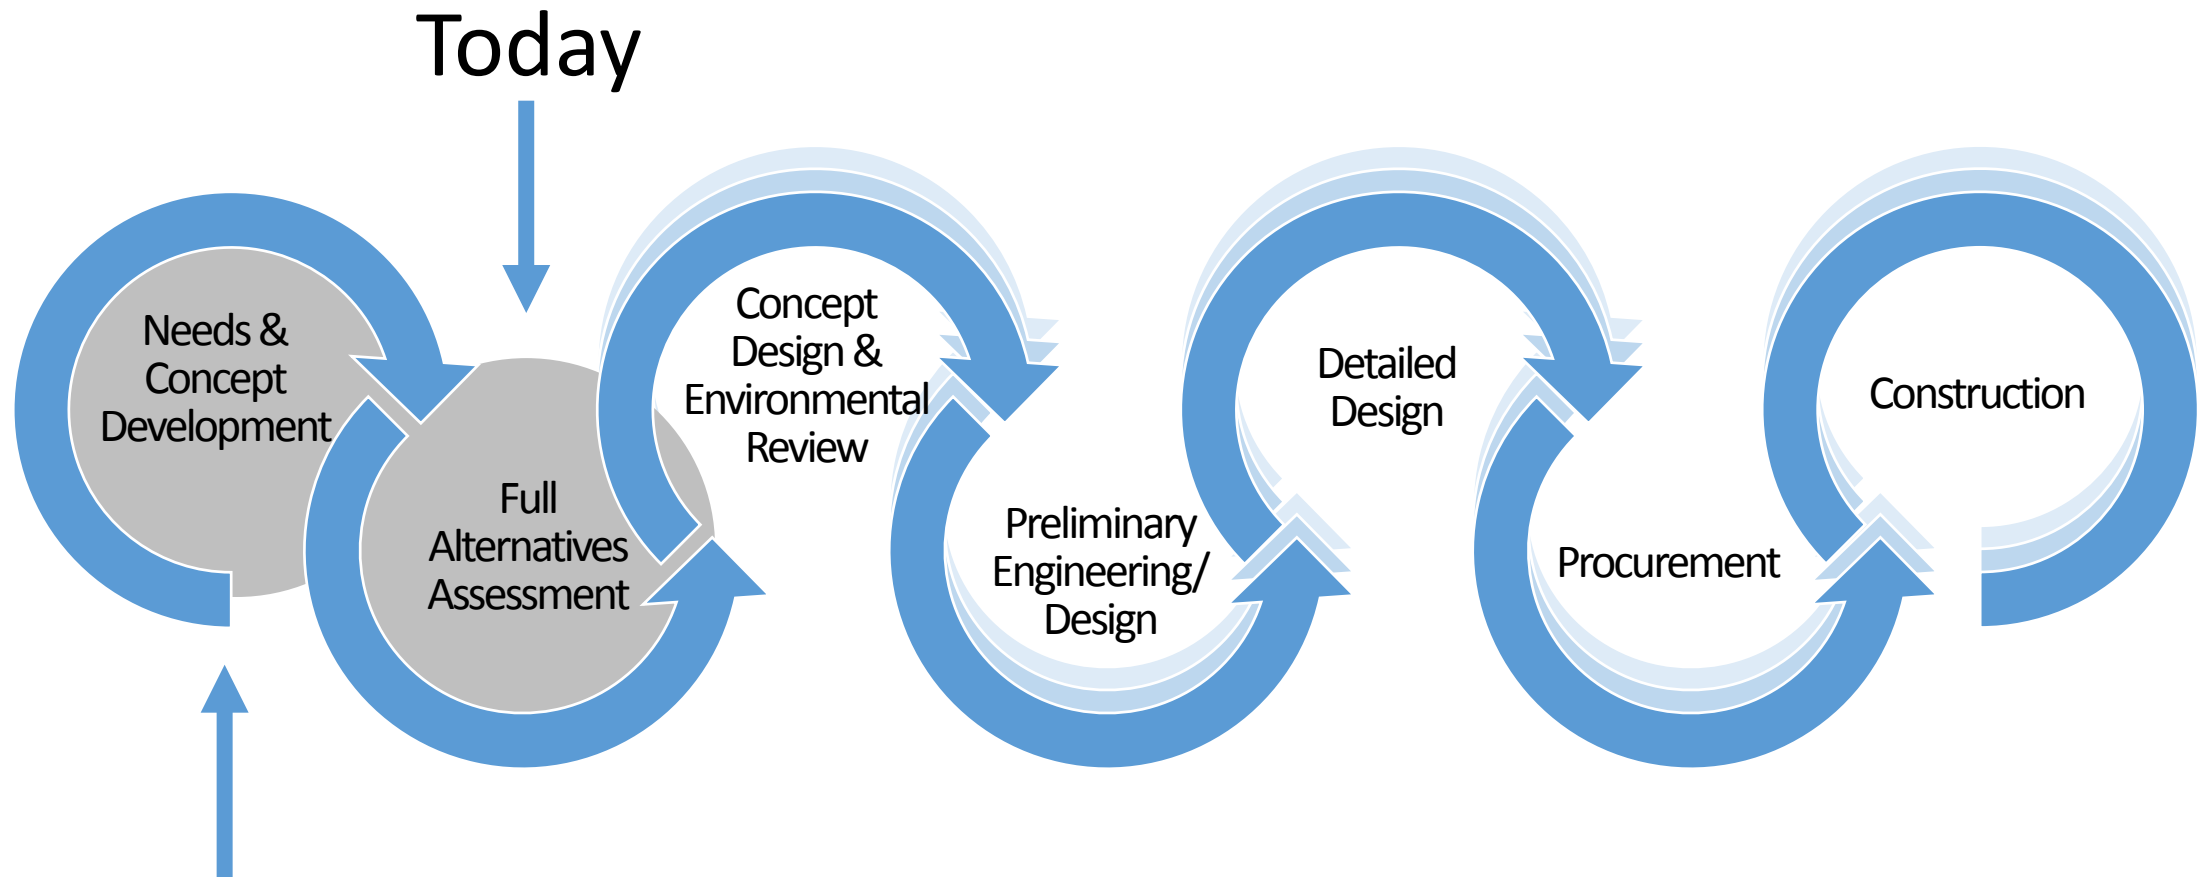 Today
Needs &
Concept
Development
Full
Alternatives
Assessment
Concept
Design &
Environmental
Review
Preliminary
Engineering/
Design
Detailed
Design
Procurement
Construction